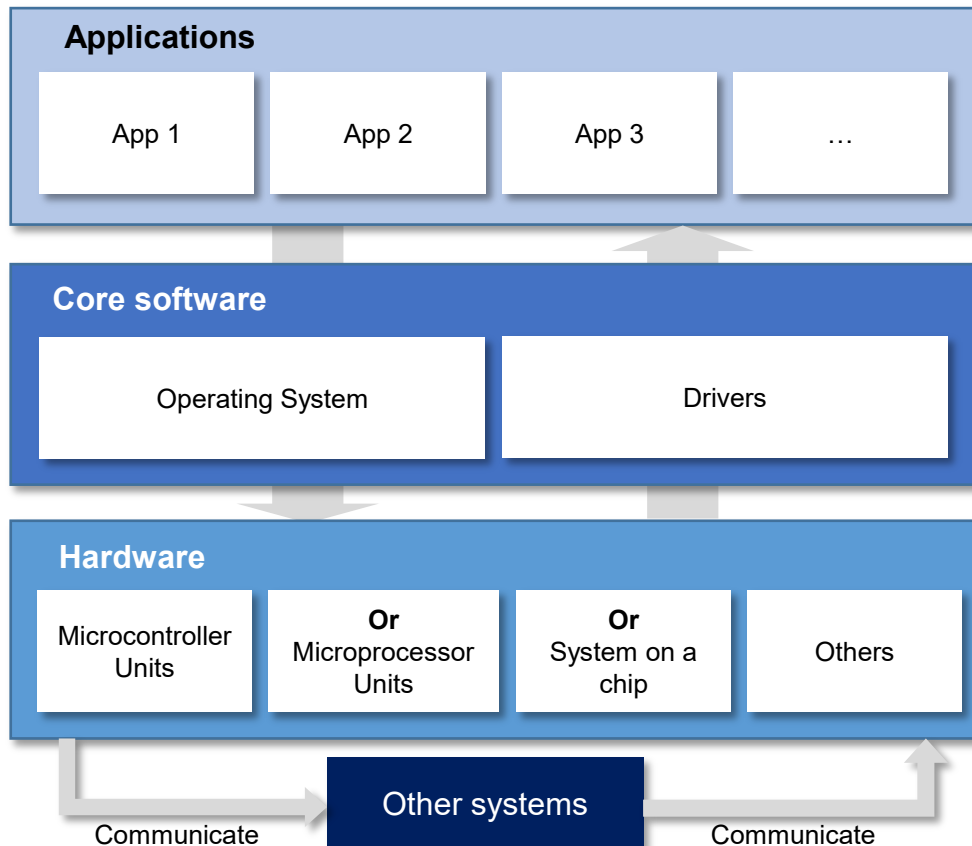 Applications
App 1
App 2
App 3
…
Core software
Operating System
Drivers
Hardware
Microcontroller
Units
Or
Microprocessor
Units
Or
System on a
chip
Others
Other systems
Communicate
Communicate